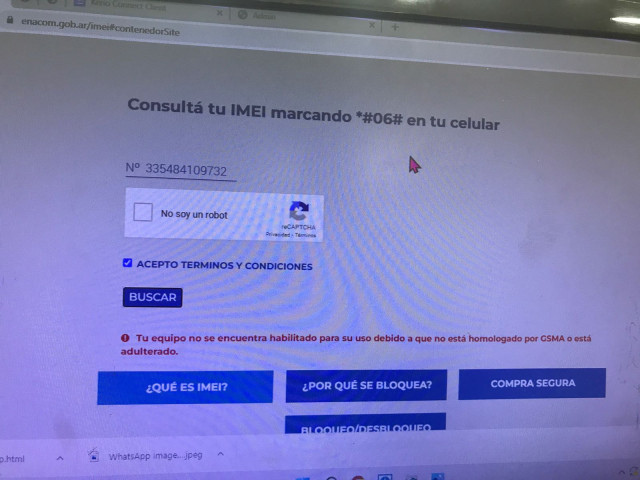 Admin
enacom.gob.ar/imei#contenedorSite
Consultá tu IMEI marcando *#06# en tu celular
Nº 335484109732
No soy un robot
reCAPTCHA
Privacidad - Términos
ACEPTO TERMINOS Y CONDICIONES
BUSCAR
Tu equipo no se encuentra habilitado para su uso debido a que no está homologado por GSMA o está
adulterado.
¿QUÉ ES IMEI?
¿POR QUÉ SE BLOQUEA?
COMPRA SEGURA
BLOQUEO/DESBLOQUEO
p.html
WhatsApp image....jpeg